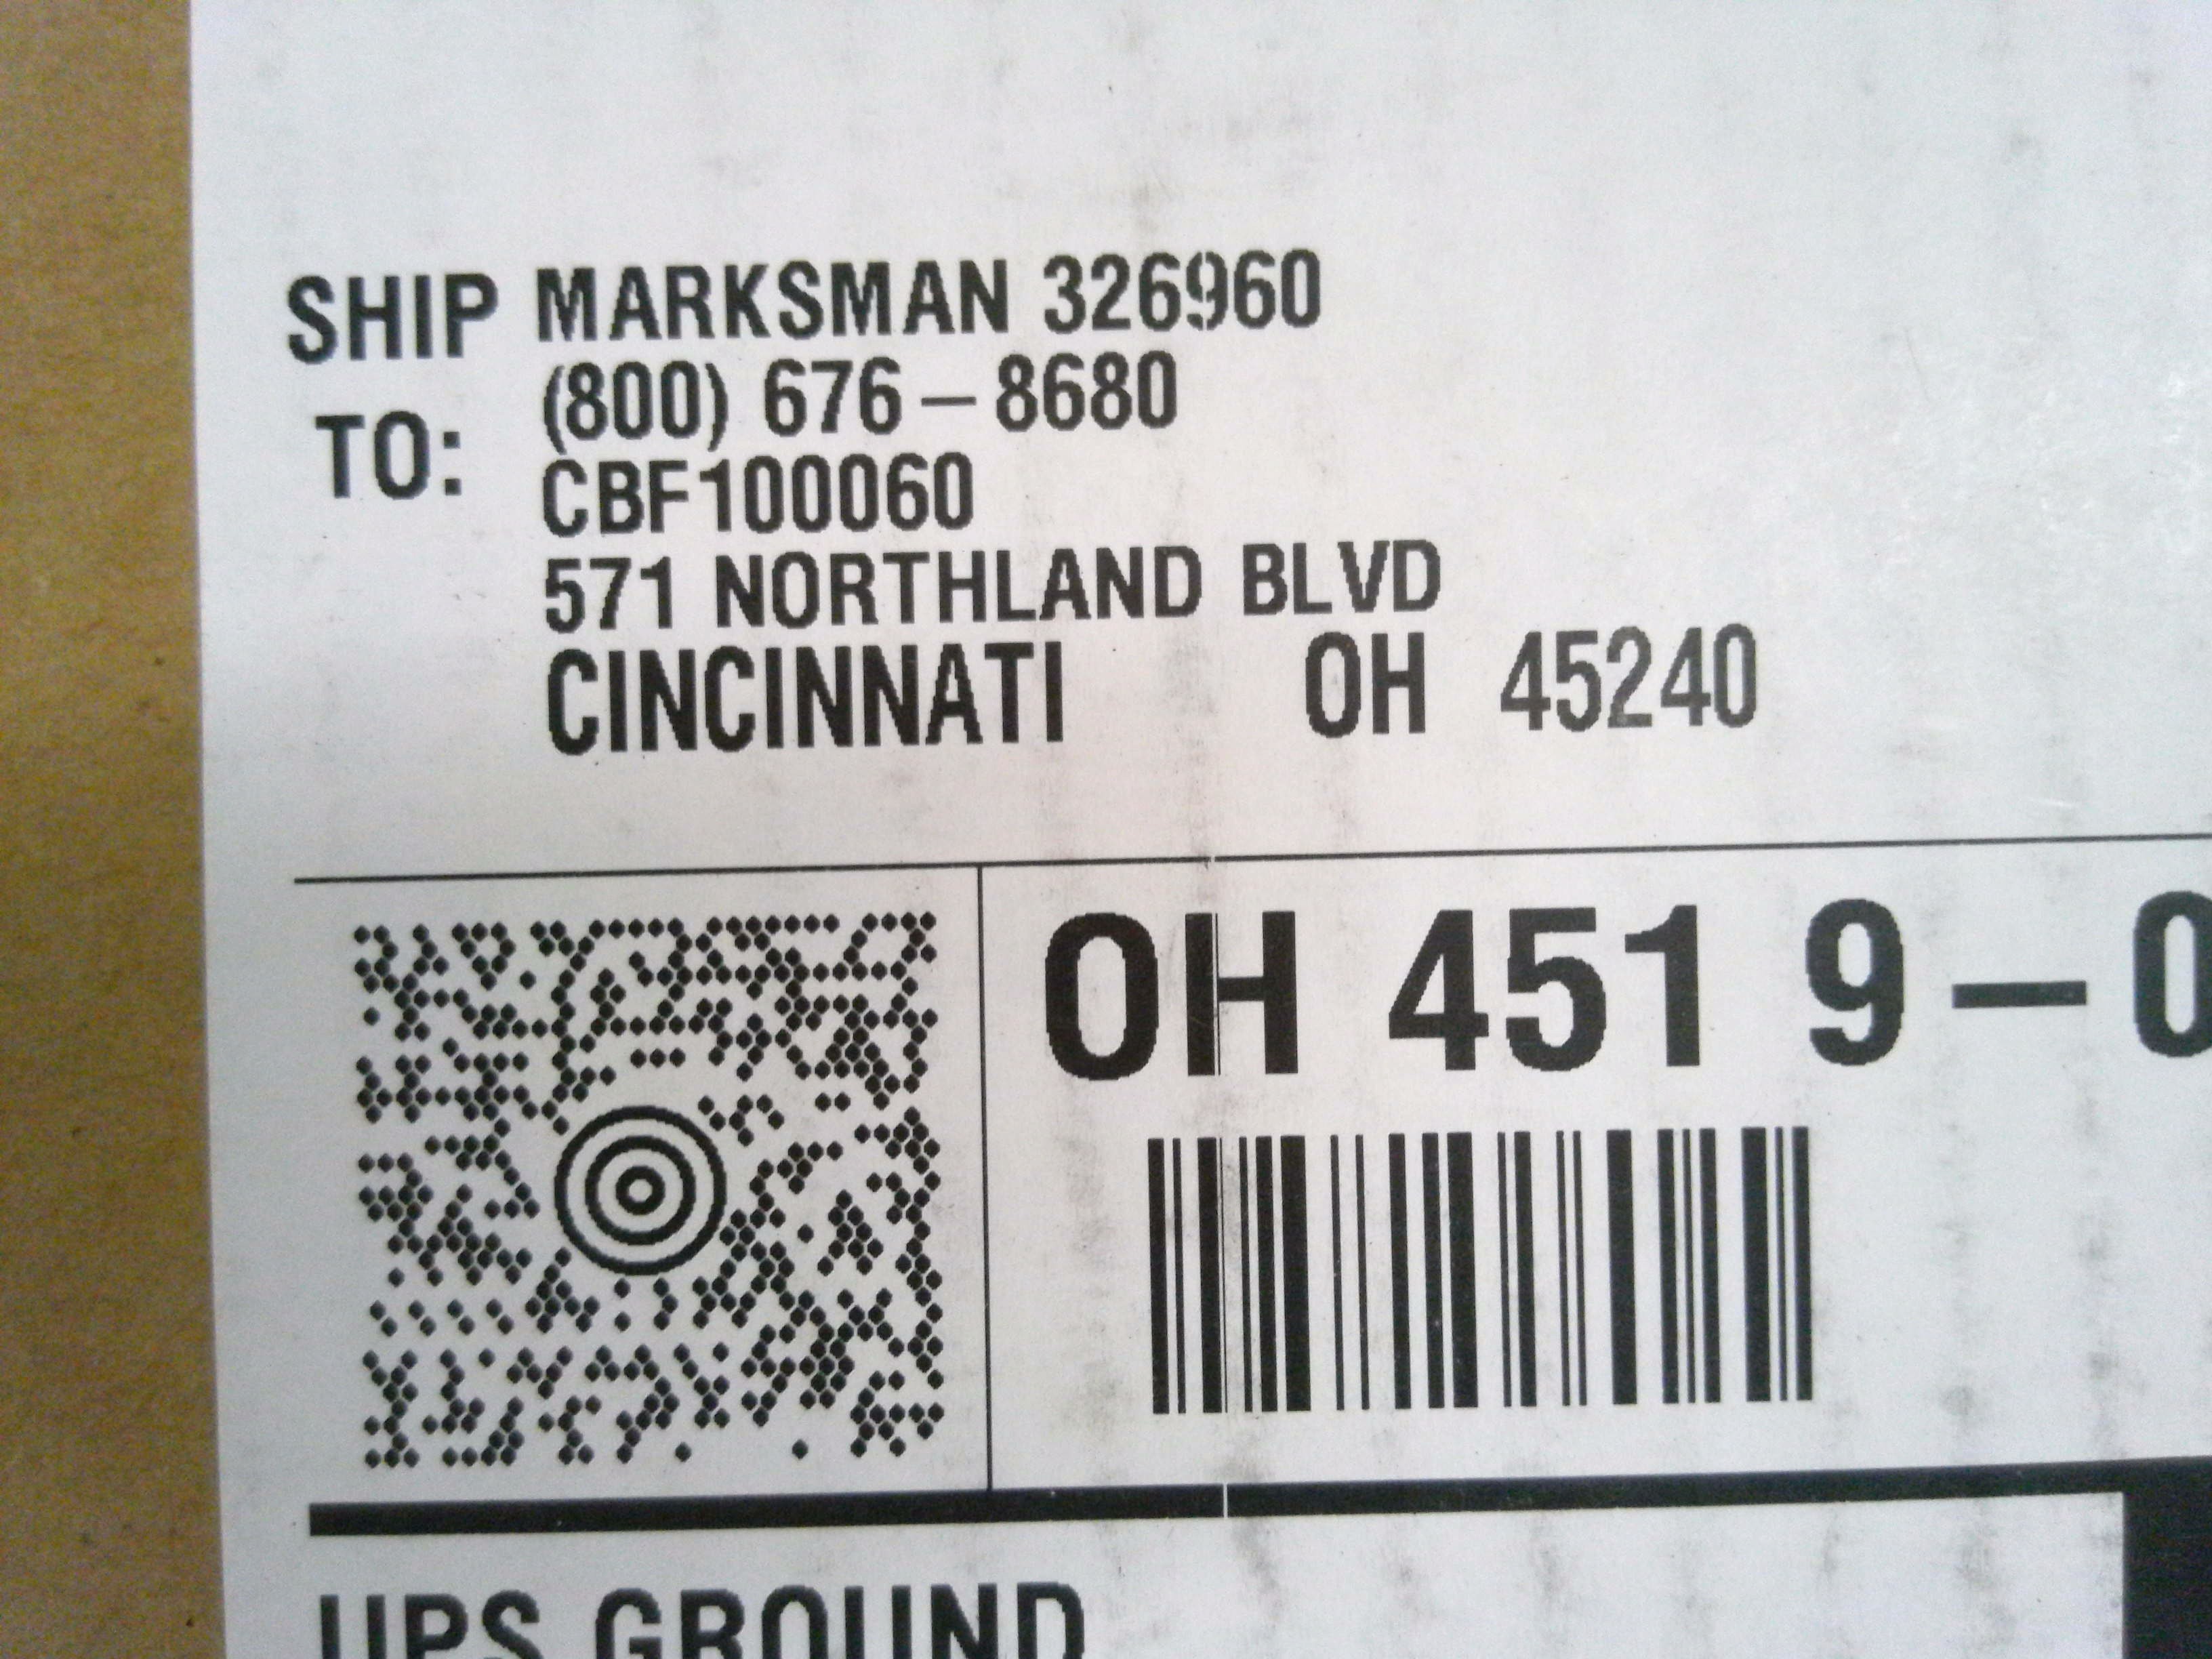 SHIP TO: MARKSMAN 326960
(800) 676-8680
CBF100060
571 NORTHLAND BLVD
CINCINNATI OH 45240
OH 451 9-0
UPS GROUND